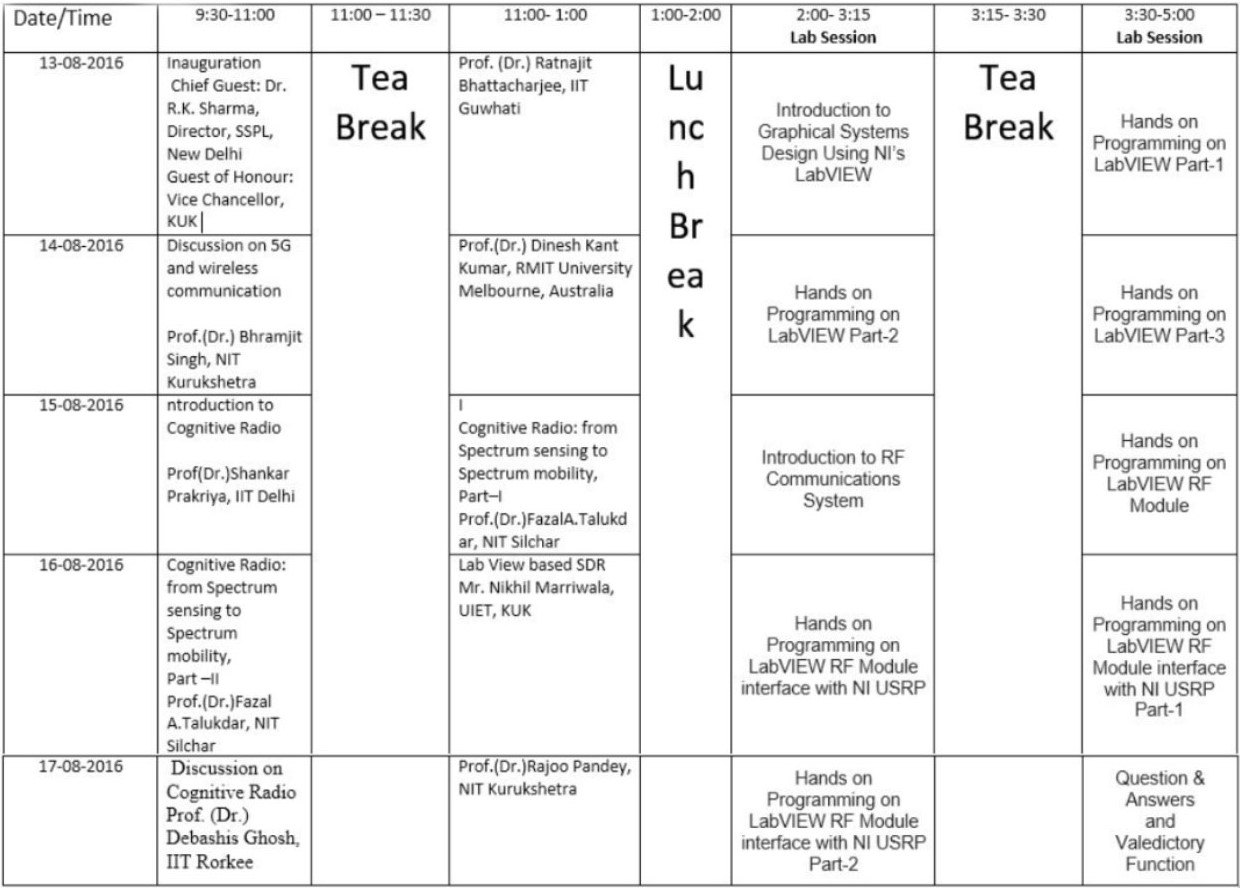 Date/Time
9:30-11:00
11:00 – 11:30
11:00- 1:00
1:00-2:00
2:00- 3:15
Lab Session
3:15- 3:30
3:30-5:00
Lab Session
13-08-2016
Inauguration
Chief Guest: Dr.
R.K. Sharma,
Director, SSPL,
New Delhi
Guest of Honour:
Vice Chancellor,
KUK
Tea
Break
Prof. (Dr.) Ratnajit
Bhattacharjee, IIT
Guwhati
Lu
nc
h
Br
ea
k
Introduction to
Graphical Systems
Design Using NI's
LabVIEW
Tea
Break
Hands on
Programming on
LabVIEW Part-1
14-08-2016
Discussion on 5G
and wireless
communication
Prof.(Dr.) Bhramjit
Singh, NIT
Kurukshetra
Prof.(Dr.) Dinesh Kant
Kumar, RMIT University
Melbourne, Australia
Hands on
Programming on
LabVIEW Part-2
Hands on
Programming on
LabVIEW Part-3
15-08-2016
ntroduction to
Cognitive Radio
Prof(Dr.)Shankar
Prakriya, IIT Delhi
I
Cognitive Radio: from
Spectrum sensing to
Spectrum mobility,
Part–I
Prof.(Dr.)FazalA.Talukd
ar, NIT Silchar
Introduction to RF
Communications
System
Hands on
Programming on
LabVIEW RF
Module
16-08-2016
Cognitive Radio:
from Spectrum
sensing to
Spectrum
mobility,
Part –II
Prof.(Dr.)Fazal
A.Talukdar, NIT
Silchar
Lab View based SDR
Mr. Nikhil Marriwala,
UIET, KUK
Hands on
Programming on
LabVIEW RF Module
interface with NI USRP
Hands on
Programming on
LabVIEW RF
Module interface
with NI USRP
Part-1
17-08-2016
Discussion on
Cognitive Radio
Prof. (Dr.)
Debashis Ghosh,
IIT Rorkee
Prof.(Dr.)Rajoo Pandey,
NIT Kurukshetra
Hands on
Programming on
LabVIEW RF Module
interface with NI USRP
Part-2
Question &
Answers
and
Valedictory
Function